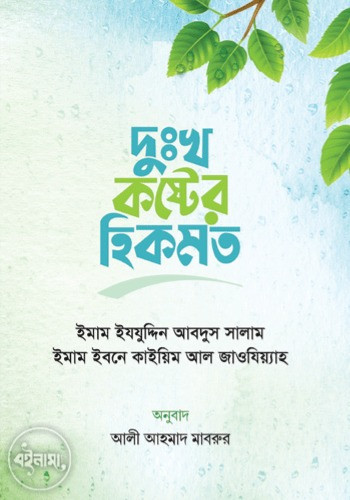 দুঃখ
কষ্টের
হিকমত
ইমাম ইযযুদ্দিন আবদুস সালাম
ইমাম ইবনে কাইয়িম আল জাওযিয়্যাহ
অনুবাদ
আলী আহমাদ মাবরুর
বইনামা